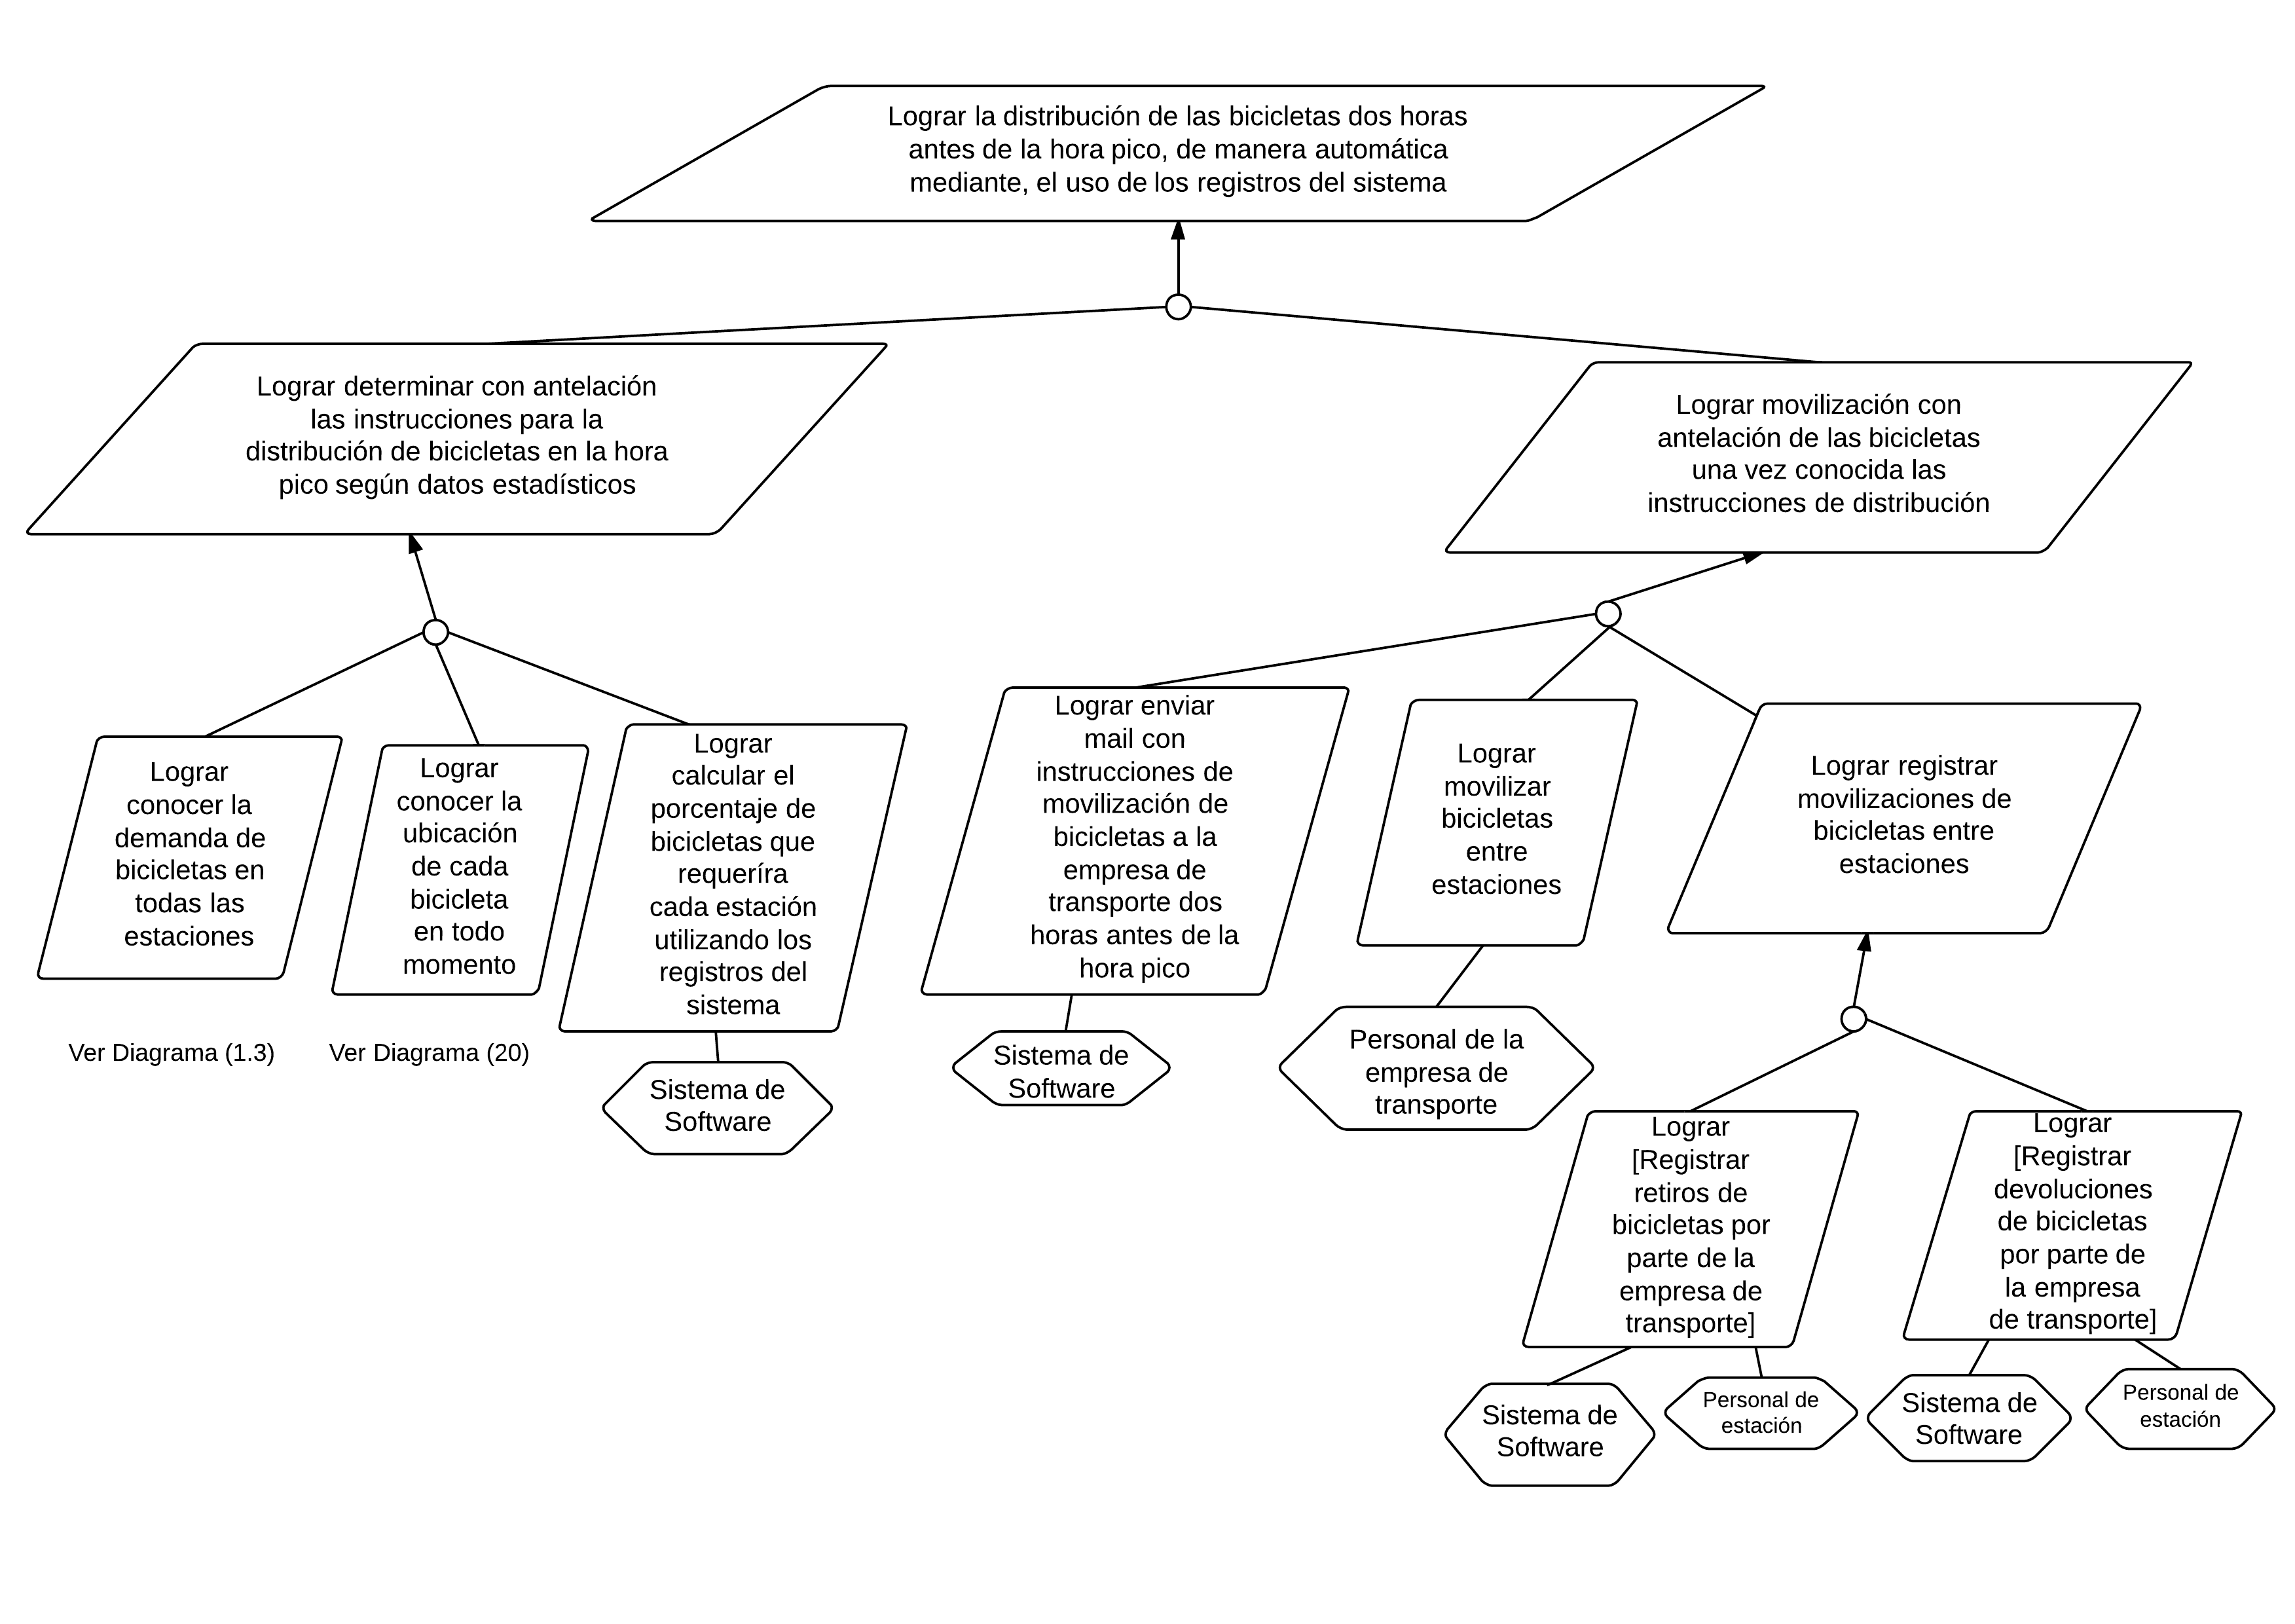 Lograr la distribución de las bicicletas dos horas
antes de la hora pico, de manera automática
mediante, el uso de los registros del sistema
Lograr determinar con antelación
las instrucciones para la
distribución de bicicletas en la hora
pico según datos estadísticos
Lograr movilización con
antelación de las bicicletas
una vez conocida las
instrucciones de distribución
Lograr
conocer la
demanda de
bicicletas en
todas las
estaciones
Lograr
conocer la
ubicación
de cada
bicicleta
en todo
momento
Lograr
calcular el
porcentaje de
bicicletas que
requeríra
cada estación
utilizando los
registros del
sistema
Lograr enviar
mail con
instrucciones de
movilización de
bicicletas a la
empresa de
transporte dos
horas antes de la
hora pico
Lograr
movilizar
bicicletas
entre
estaciones
Lograr registrar
movilizaciones de
bicicletas entre
estaciones
Ver Diagrama (1.3)
Ver Diagrama (20)
Sistema de
Software
Sistema de
Software
Personal de la
empresa de
transporte
Lograr
[Registrar
retiros de
bicicletas por
parte de la
empresa de
transporte]
Lograr
[Registrar
devoluciones
de bicicletas
por parte de
la empresa
de transporte]
Sistema de
Software
Personal de
estación
Sistema de
Software
Personal de
estación